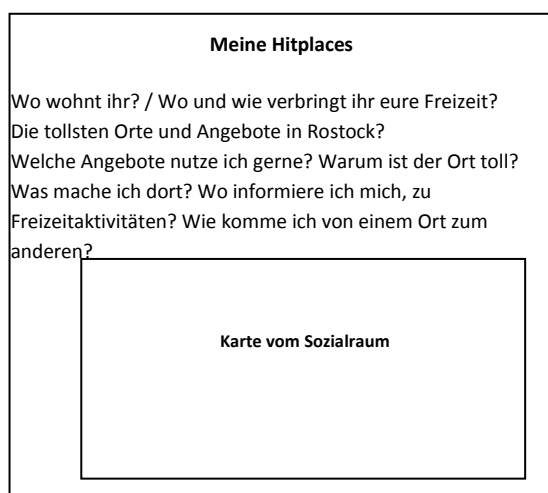 Meine Hitplaces
Wo wohnt ihr? / Wo und wie verbringt ihr eure Freizeit?
Die tollsten Orte und Angebote in Rostock?
Welche Angebote nutze ich gerne? Warum ist der Ort toll?
Was mache ich dort? Wo informiere ich mich, zu
Freizeitaktivitäten? Wie komme ich von einem Ort zum
anderen?
Karte vom Sozialraum